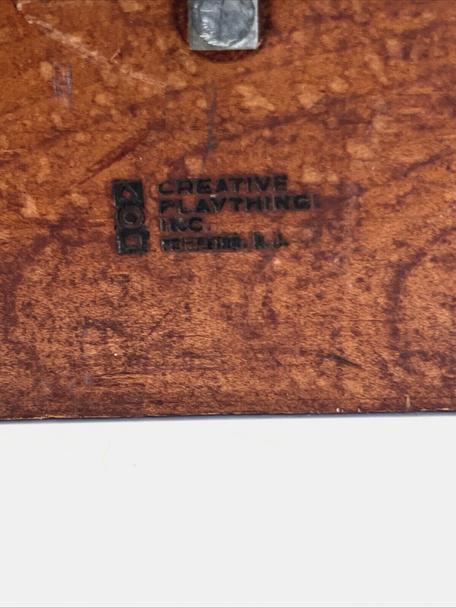 CREATIVE
PLAYTHINGS
INC.
N. J.